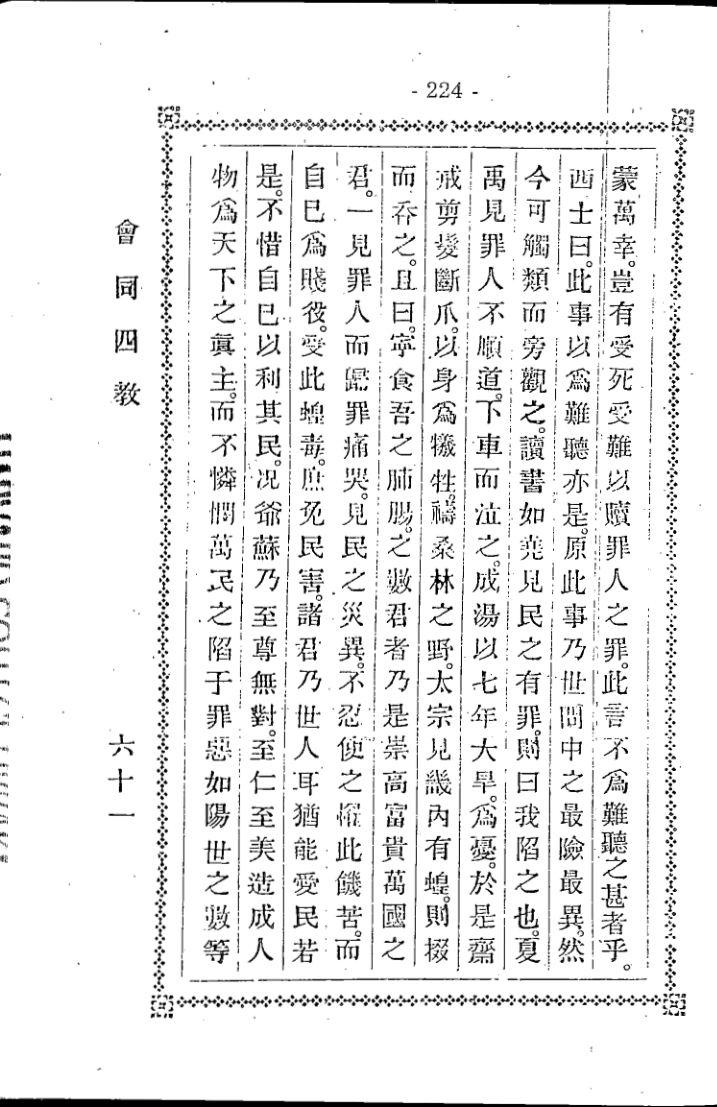 - 224 -
蒙萬幸。豈有受死受難以贖罪人之罪。此言不爲難聽之甚者乎。
西士曰。此事以爲難聽亦是。原此事乃世間中之最險最異。然
今可觸類而旁觀之。讀書如堯見民之有罪。則曰我陷之也。夏
禹見罪人不順道。下車而泣之。成湯以七年大旱。爲憂。於是齋
戒剪髮斷爪。以身爲犧牲。禱桑林之野。太宗見畿內有蝗。則掇
而吞之。且曰。寧食吾之肺腸。之數君者乃是崇高富貴萬國之
君。一見罪人而歸罪痛哭。見民之災異。不忍使之罹此饑苦。而
自巳爲賤役。受此蝗毒。庶免民害。諸君乃世人耳猶能愛民若
是。不惜自巳以利其民。况爺蘇乃至尊無對。至仁至美造成人
物爲天下之眞主。而不憐憫萬民之陷于罪惡如陽世之數等
會同四教
六十一